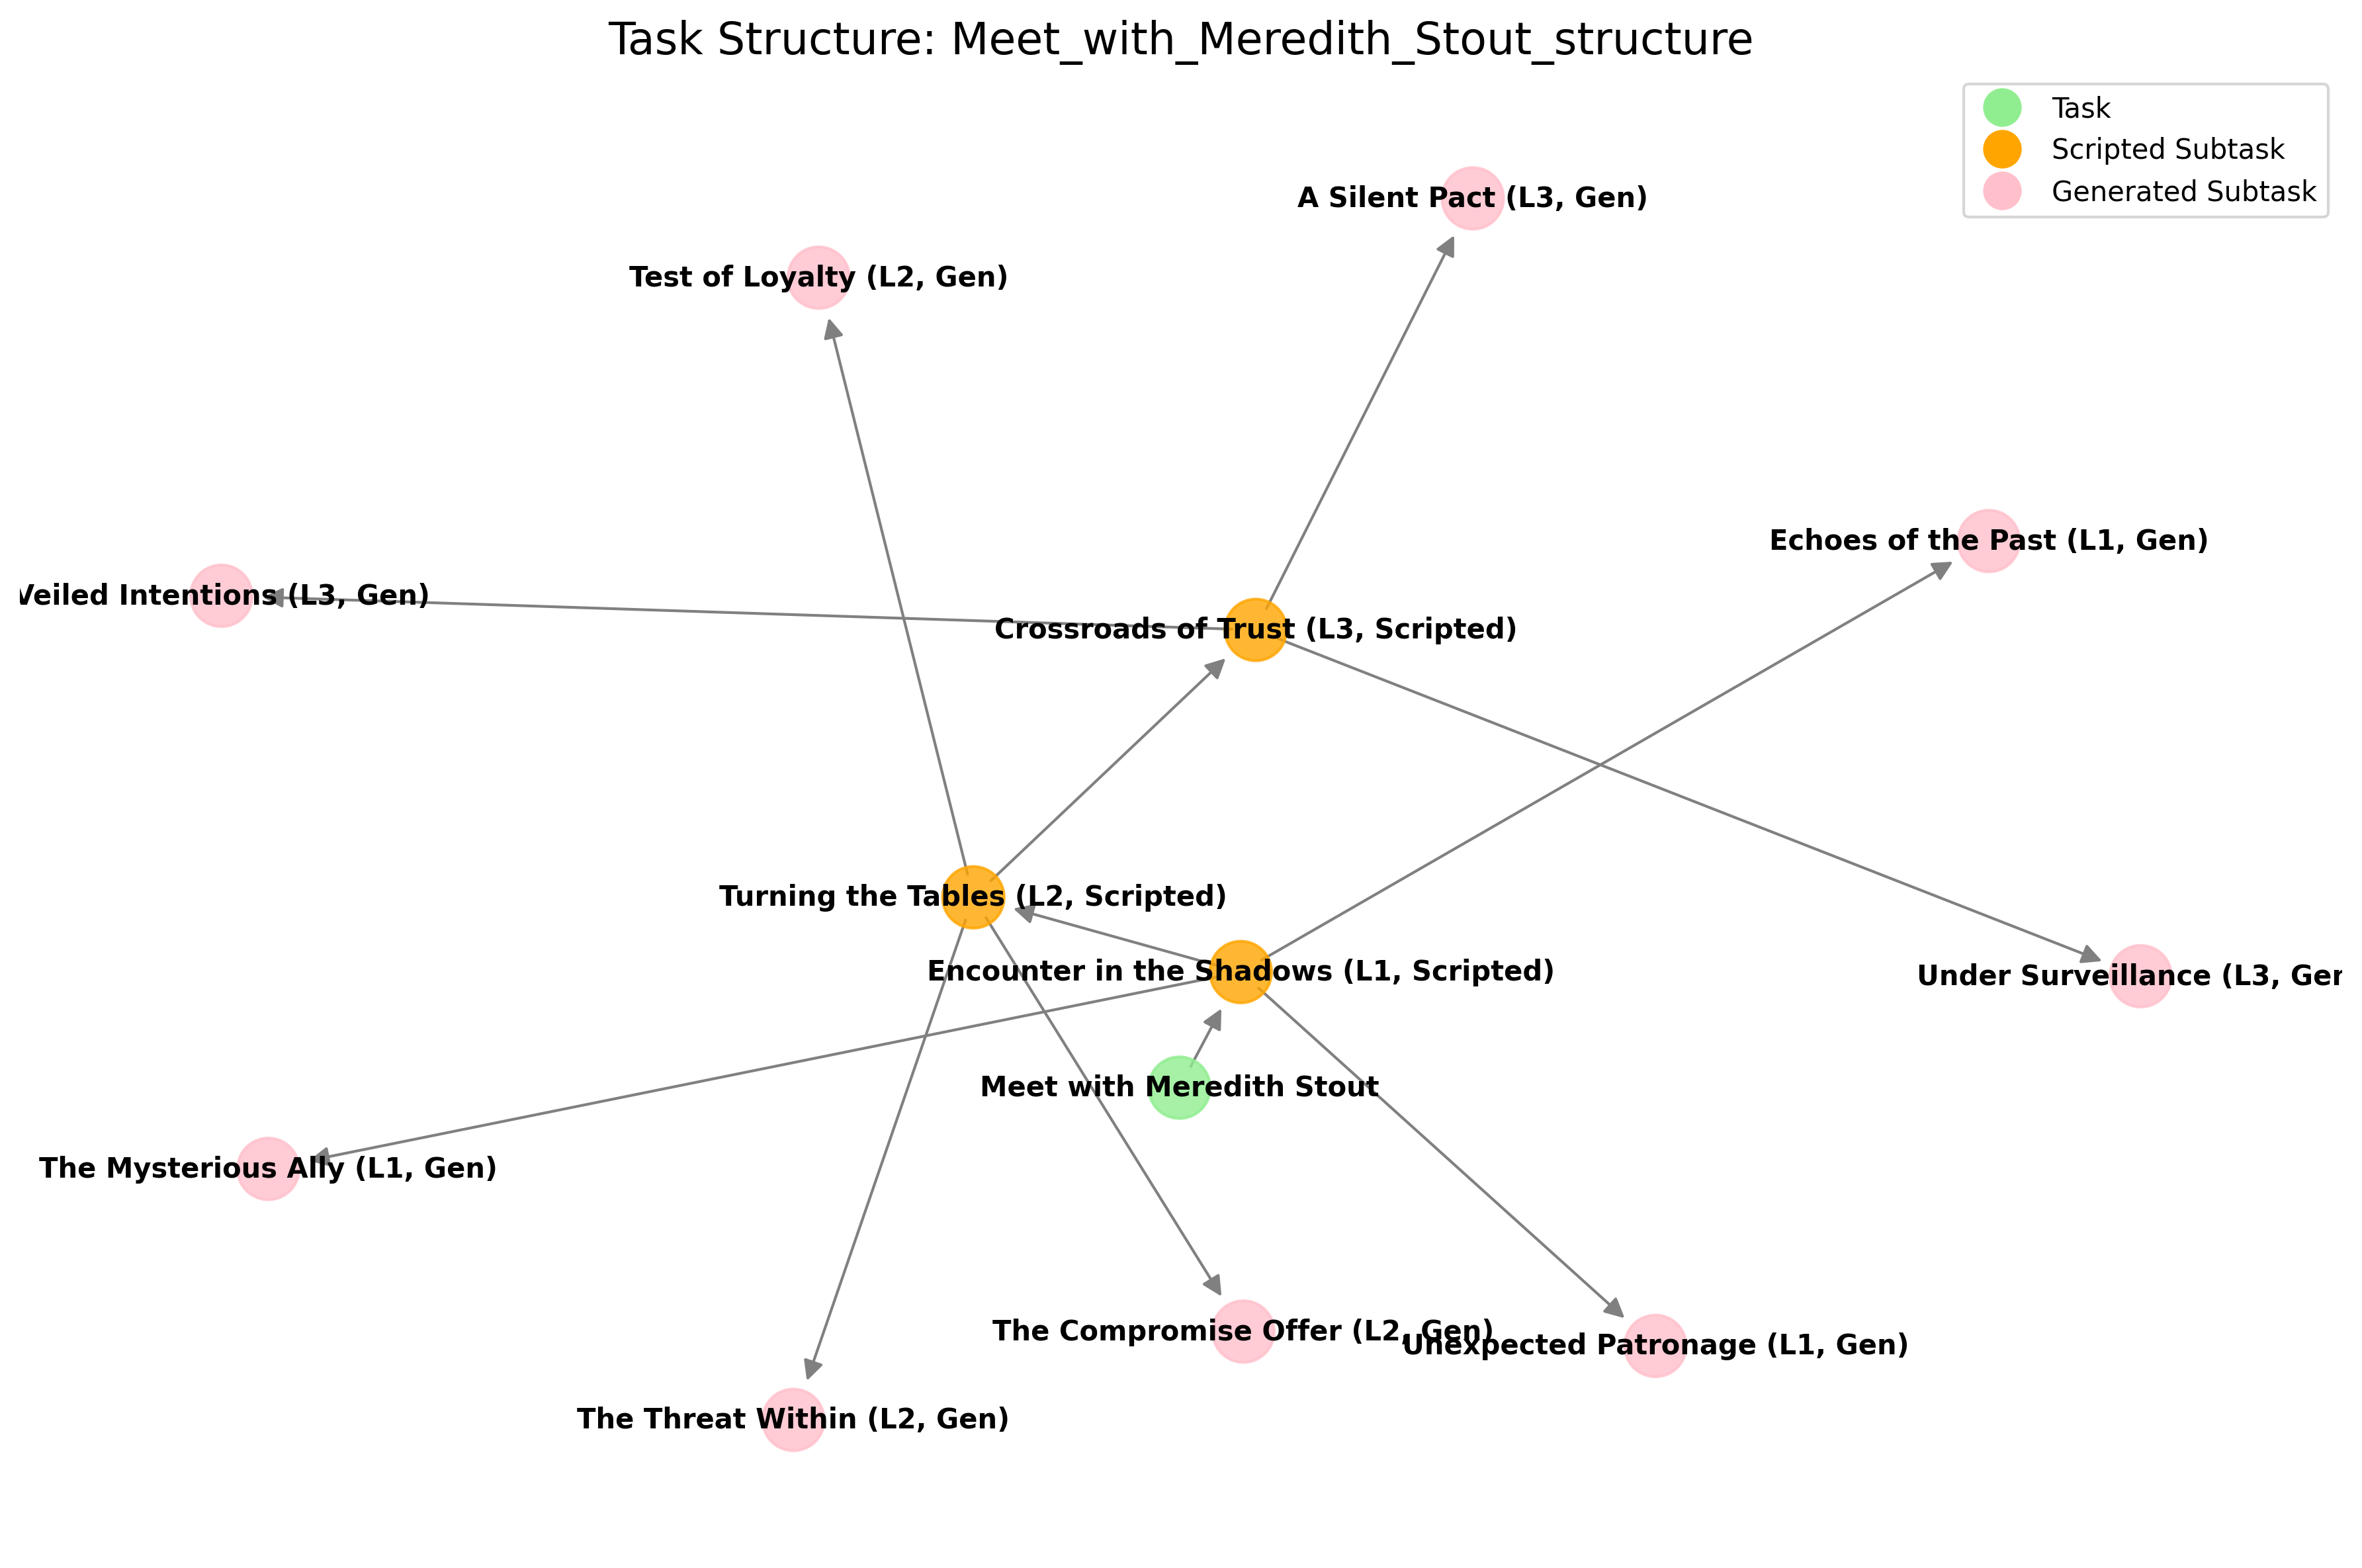 Task Structure: Meet_with_Meredith_Stout_structure
Task
Scripted Subtask
Generated Subtask
A Silent Pact (L3, Gen)
Test of Loyalty (L2, Gen)
Echoes of the Past (L1, Gen)
Veiled Intentions (L3, Gen)
Crossroads of Trust (L3, Scripted)
Turning the Tables (L2, Scripted)
Encounter in the Shadows (L1, Scripted)
Under Surveillance (L3, Gen
Meet with Meredith Stout
The Mysterious Ally (L1, Gen)
The Compromise Offer (L2, Gen)
Unexpected Patronage (L1, Gen)
The Threat Within (L2, Gen)